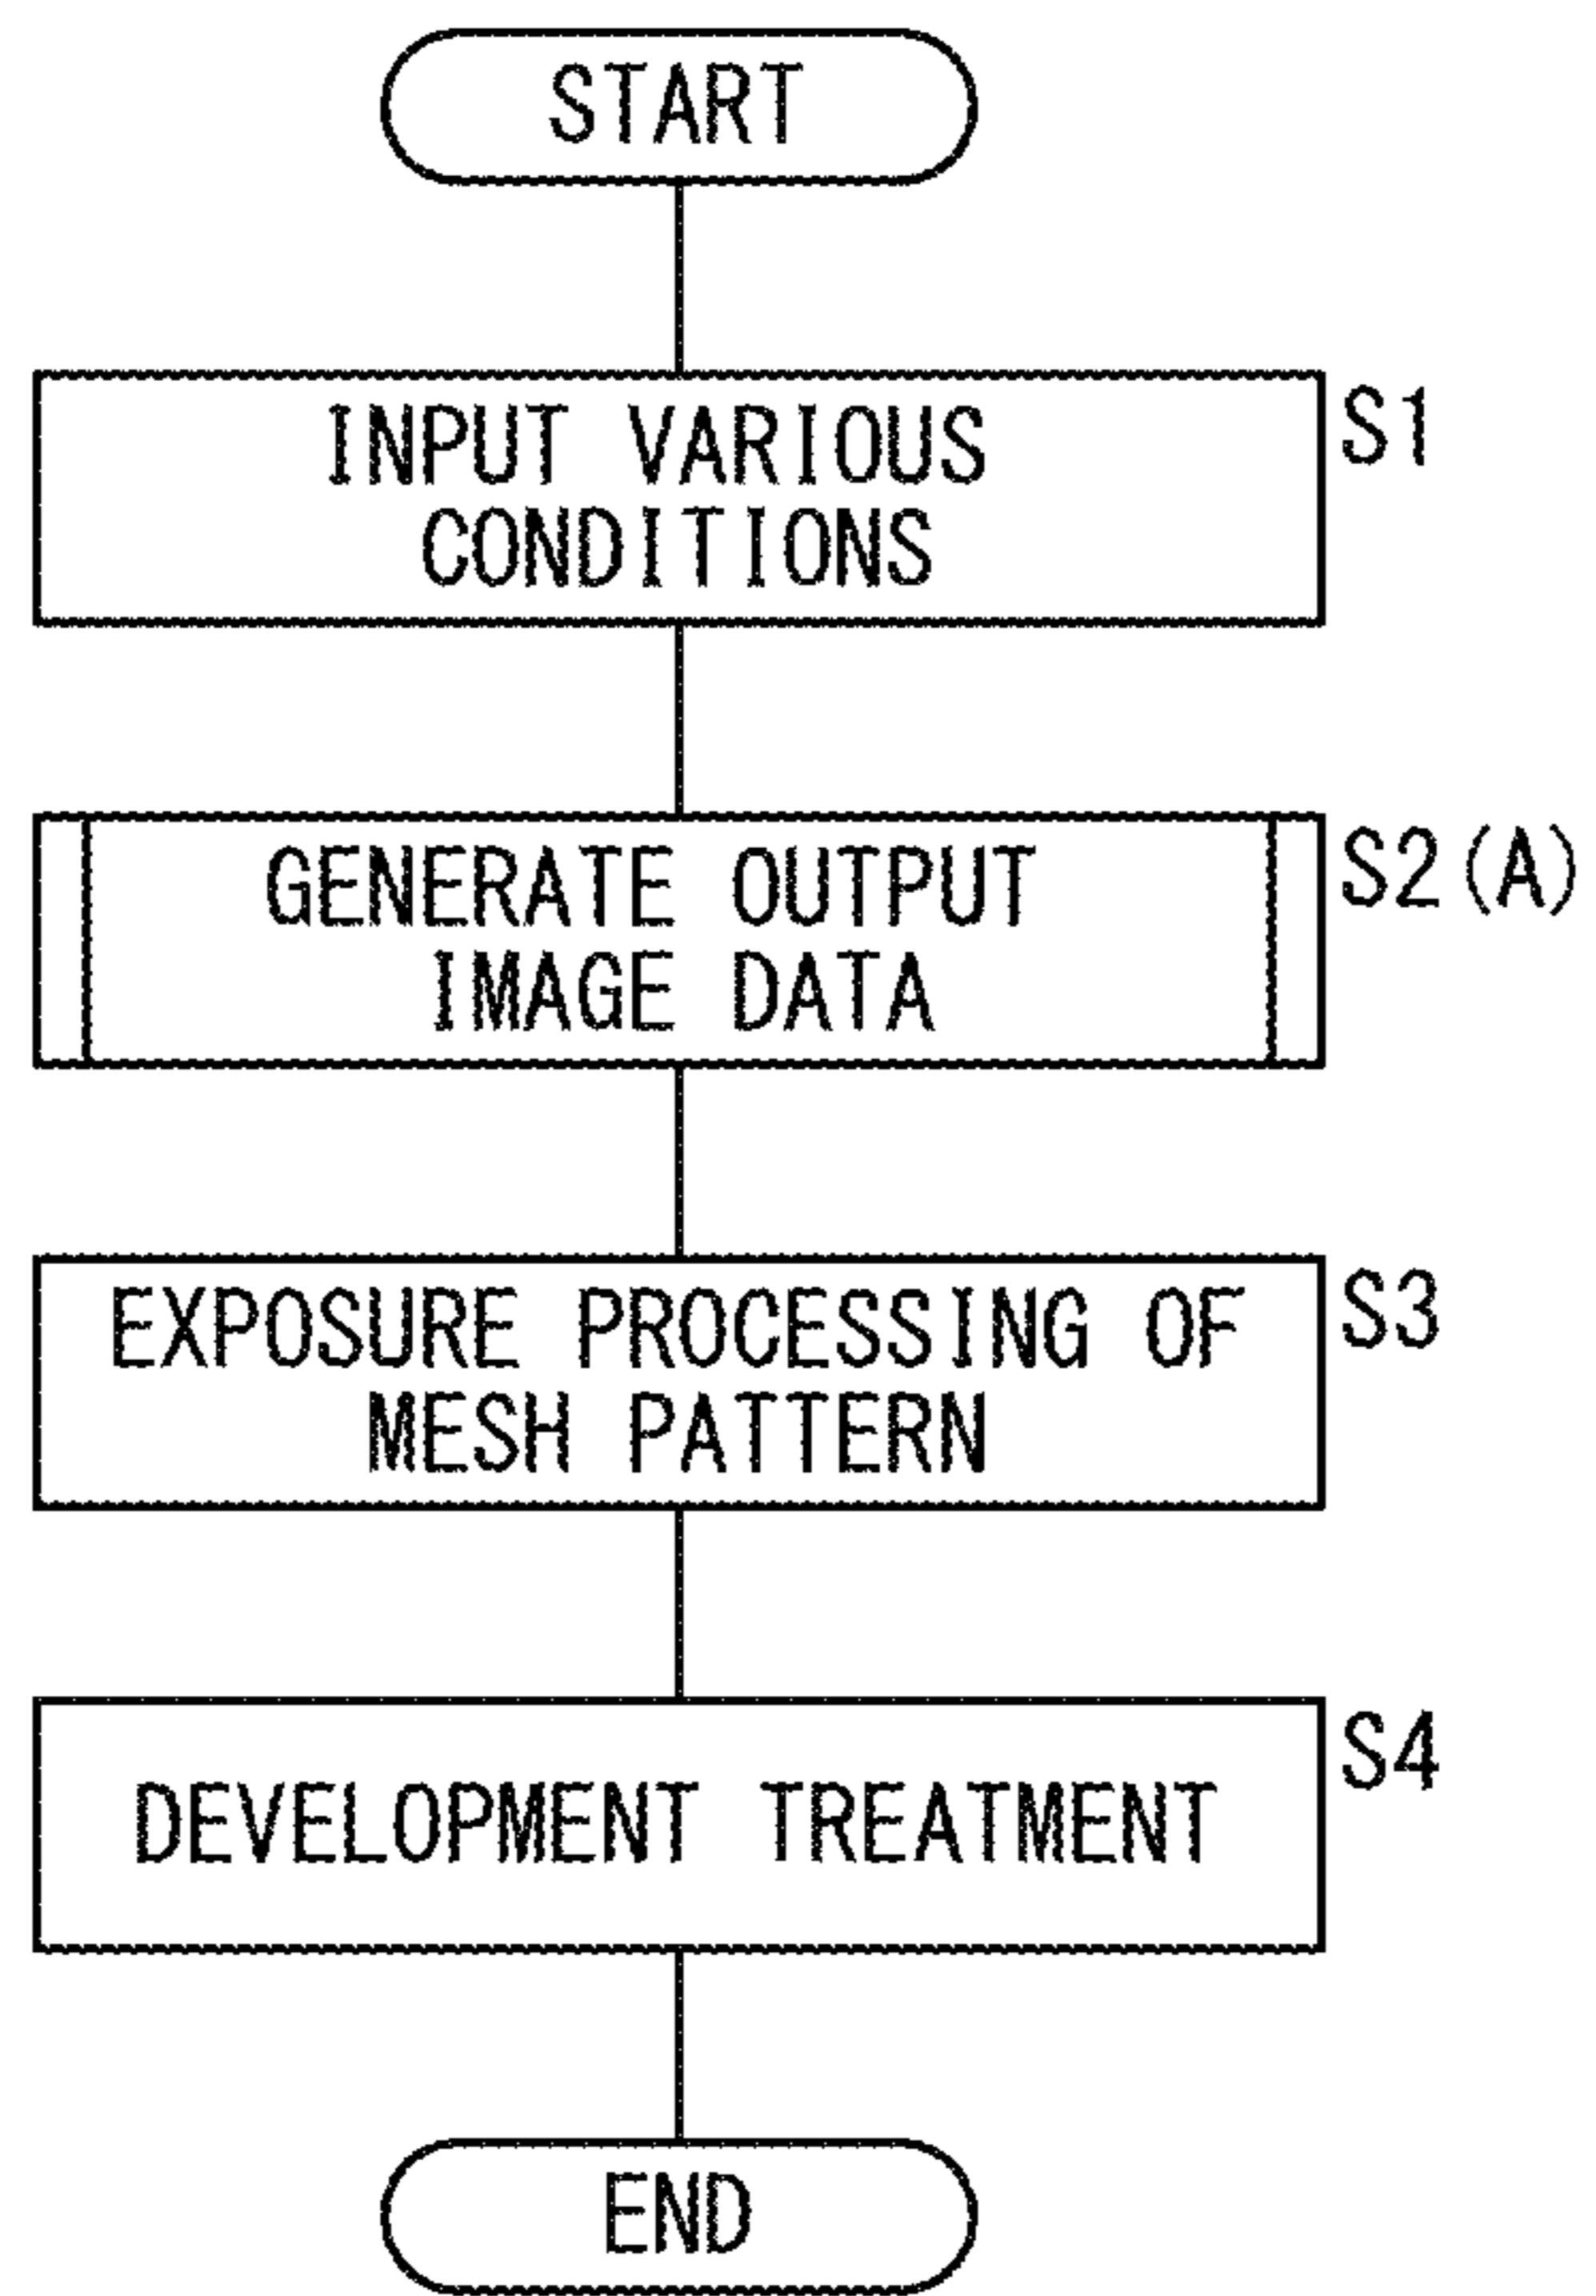 START
INPUT VARIOUS
CONDITIONS
S1
GENERATE OUTPUT
IMAGE DATA
S2(A)
EXPOSURE PROCESSING OF
MESH PATTERN
S3
DEVELOPMENT TREATMENT
S4
END